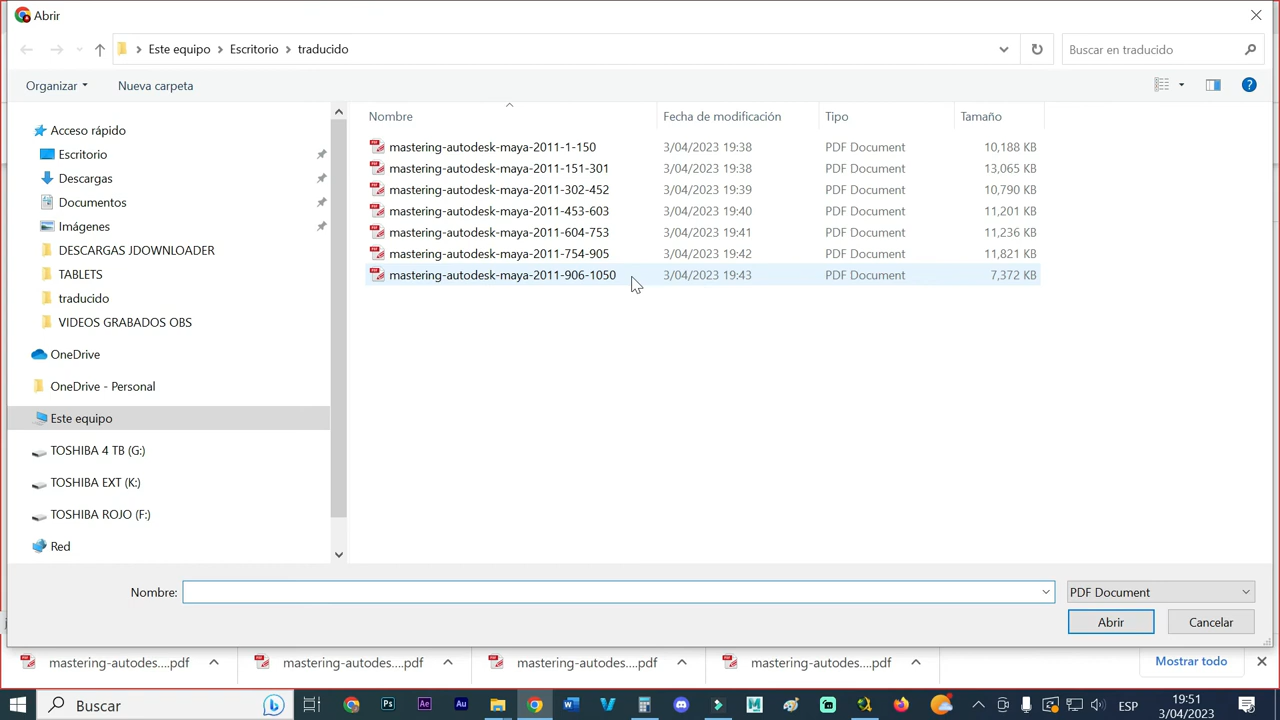 Abrir
Este equipo > Escritorio > traducido
Buscar en traducido
Organizar
Nueva carpeta
Nombre Fecha de modificación Tipo Tamaño
mastering-autodesk-maya-2011-1-150 3/04/2023 19:38 PDF Document 10,188 KB
mastering-autodesk-maya-2011-151-301 3/04/2023 19:38 PDF Document 13,065 KB
mastering-autodesk-maya-2011-302-452 3/04/2023 19:39 PDF Document 10,790 KB
mastering-autodesk-maya-2011-453-603 3/04/2023 19:40 PDF Document 11,201 KB
mastering-autodesk-maya-2011-604-753 3/04/2023 19:41 PDF Document 11,236 KB
mastering-autodesk-maya-2011-754-905 3/04/2023 19:42 PDF Document 11,821 KB
mastering-autodesk-maya-2011-906-1050 3/04/2023 19:43 PDF Document 7,372 KB
Acceso rápido
Escritorio
Descargas
Documentos
Imágenes
DESCARGAS JDOWNLOADER
TABLETS
traducido
VIDEOS GRABADOS OBS
OneDrive
OneDrive - Personal
Este equipo
TOSHIBA 4 TB (G:)
TOSHIBA EXT (K:)
TOSHIBA ROJO (F:)
Red
Nombre:
PDF Document
Abrir
Cancelar
mastering-autodes....pdf
mastering-autodes....pdf
mastering-autodes....pdf
mastering-autodes....pdf
Mostrar todo
Buscar
Ps
Ae
Au
ESP
19:51
3/04/2023